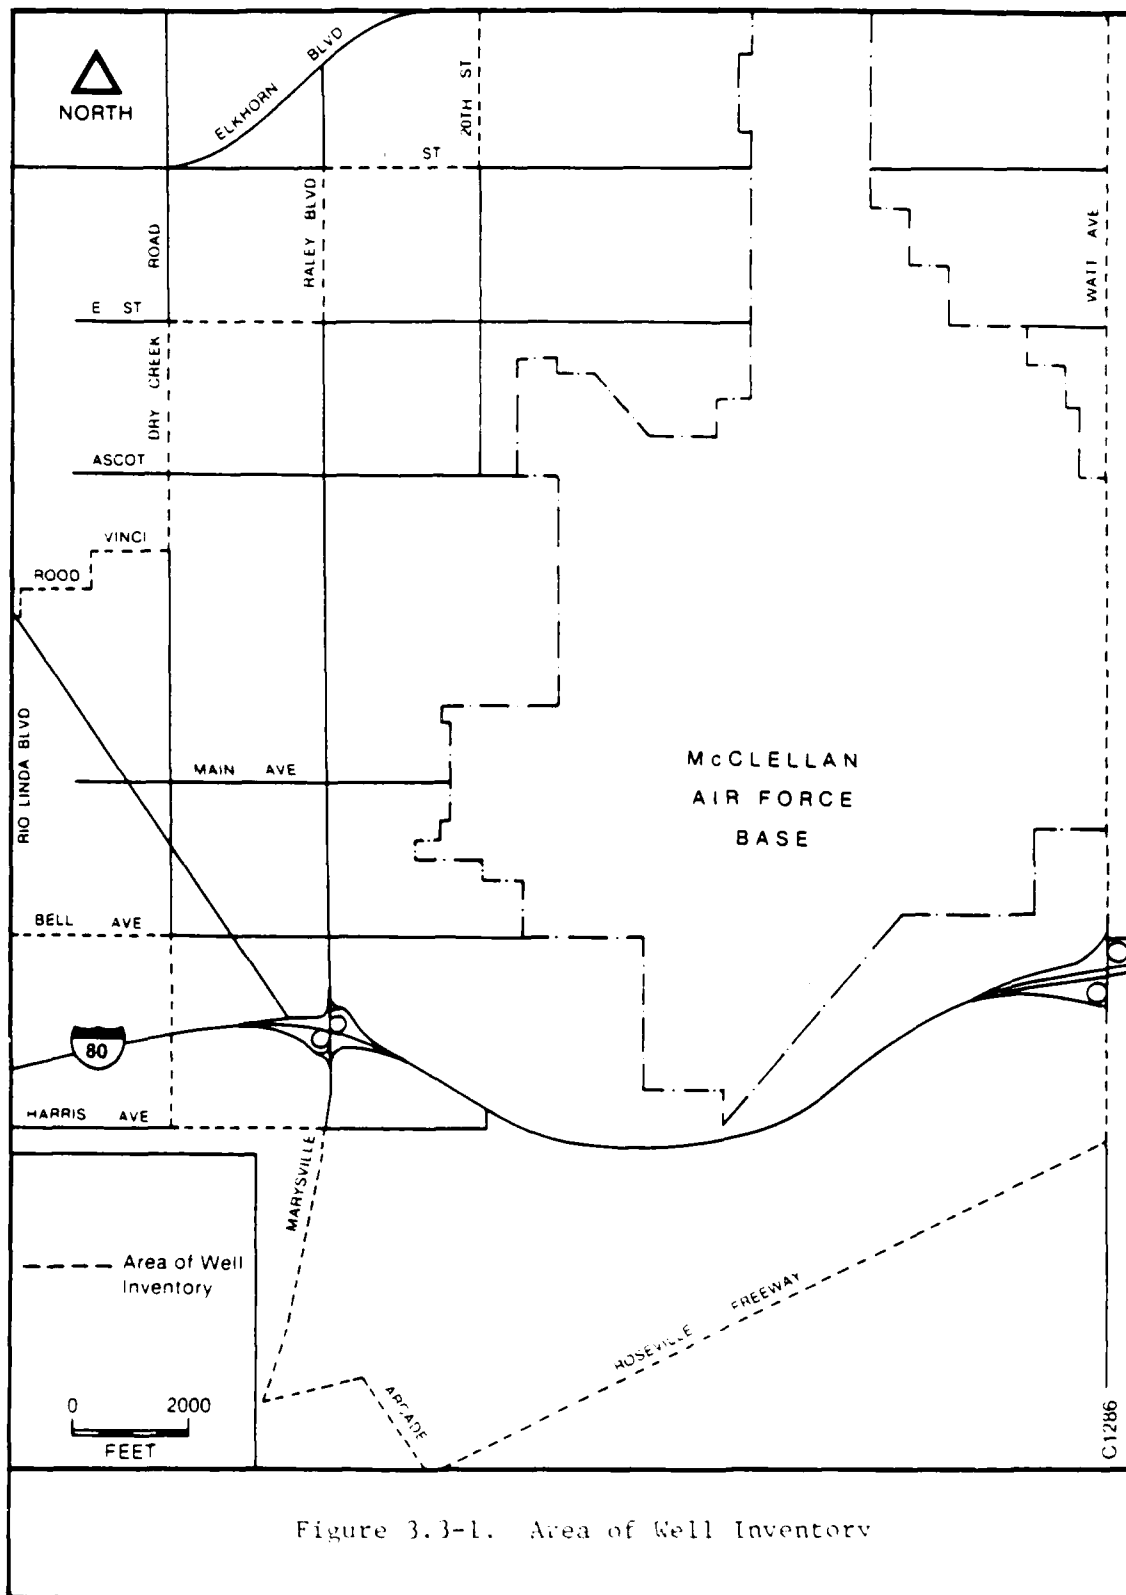 NORTH
ELKHORN BLVD
20TH ST
ST
RALEY BLVD
DRY CREEK ROAD
WATT AVE
E ST
ASCOT
VINCI
ROOD
RIO LINDA BLVD
MAIN AVE
McCLELLAN
AIR FORCE
BASE
BELL AVE
80
HARRIS AVE
MARYSVILLE
Area of Well
Inventory
ROSEVILLE FREEWAY
ARCADE
0 2000
FEET
C1286
Figure 3.3-1. Area of Well Inventory